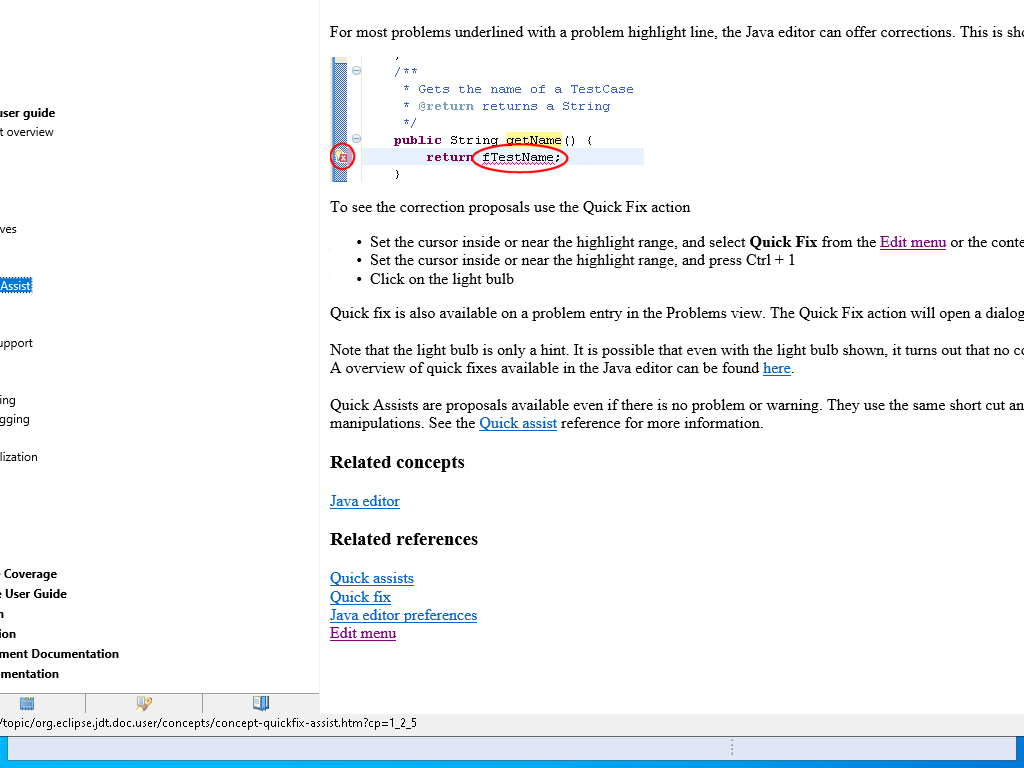 user guide
t overview
ves
Assist
upport
ing
gging
lization
Coverage
User Guide
n
ion
ment Documentation
mentation
For most problems underlined with a problem highlight line, the Java editor can offer corrections. This is sho
/**
* Gets the name of a TestCase
* @return returns a String
*/
public String getName() {
return fTestName;
}
To see the correction proposals use the Quick Fix action
• Set the cursor inside or near the highlight range, and select Quick Fix from the Edit menu or the conte
• Set the cursor inside or near the highlight range, and press Ctrl + 1
• Click on the light bulb
Quick fix is also available on a problem entry in the Problems view. The Quick Fix action will open a dialog
Note that the light bulb is only a hint. It is possible that even with the light bulb shown, it turns out that no co
A overview of quick fixes available in the Java editor can be found here.
Quick Assists are proposals available even if there is no problem or warning. They use the same short cut an
manipulations. See the Quick assist reference for more information.
Related concepts
Java editor
Related references
Quick assists
Quick fix
Java editor preferences
Edit menu
/topic/org.eclipse.jdt.doc.user/concepts/concept-quickfix-assist.htm?cp=1_2_5